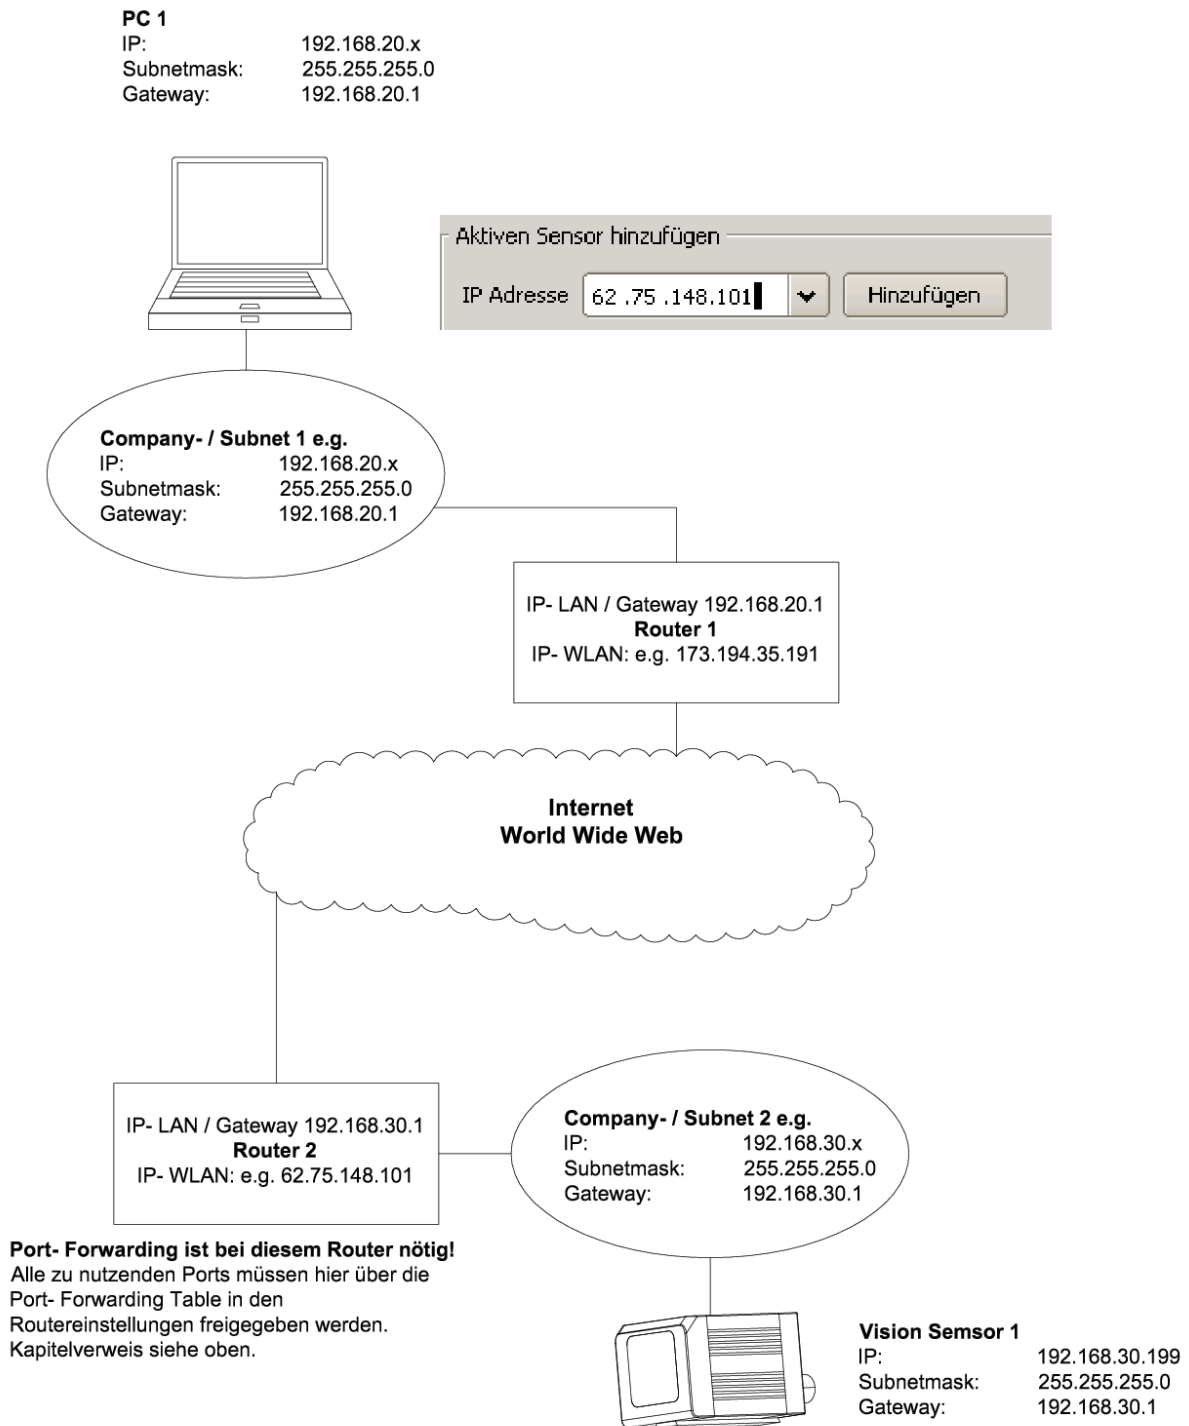 PC 1
IP: 192.168.20.x
Subnetmask: 255.255.255.0
Gateway: 192.168.20.1
Aktiven Sensor hinzufügen
IP Adresse 62 .75 .148.101 Hinzufügen
Company- / Subnet 1 e.g.
IP: 192.168.20.x
Subnetmask: 255.255.255.0
Gateway: 192.168.20.1
IP- LAN / Gateway 192.168.20.1
Router 1
IP- WLAN: e.g. 173.194.35.191
Internet
World Wide Web
IP- LAN / Gateway 192.168.30.1
Router 2
IP- WLAN: e.g. 62.75.148.101
Company- / Subnet 2 e.g.
IP: 192.168.30.x
Subnetmask: 255.255.255.0
Gateway: 192.168.30.1
Port- Forwarding ist bei diesem Router nötig!
Alle zu nutzenden Ports müssen hier über die
Port- Forwarding Table in den
Routereinstellungen freigegeben werden.
Kapitelverweis siehe oben.
Vision Semsor 1
IP: 192.168.30.199
Subnetmask: 255.255.255.0
Gateway: 192.168.30.1